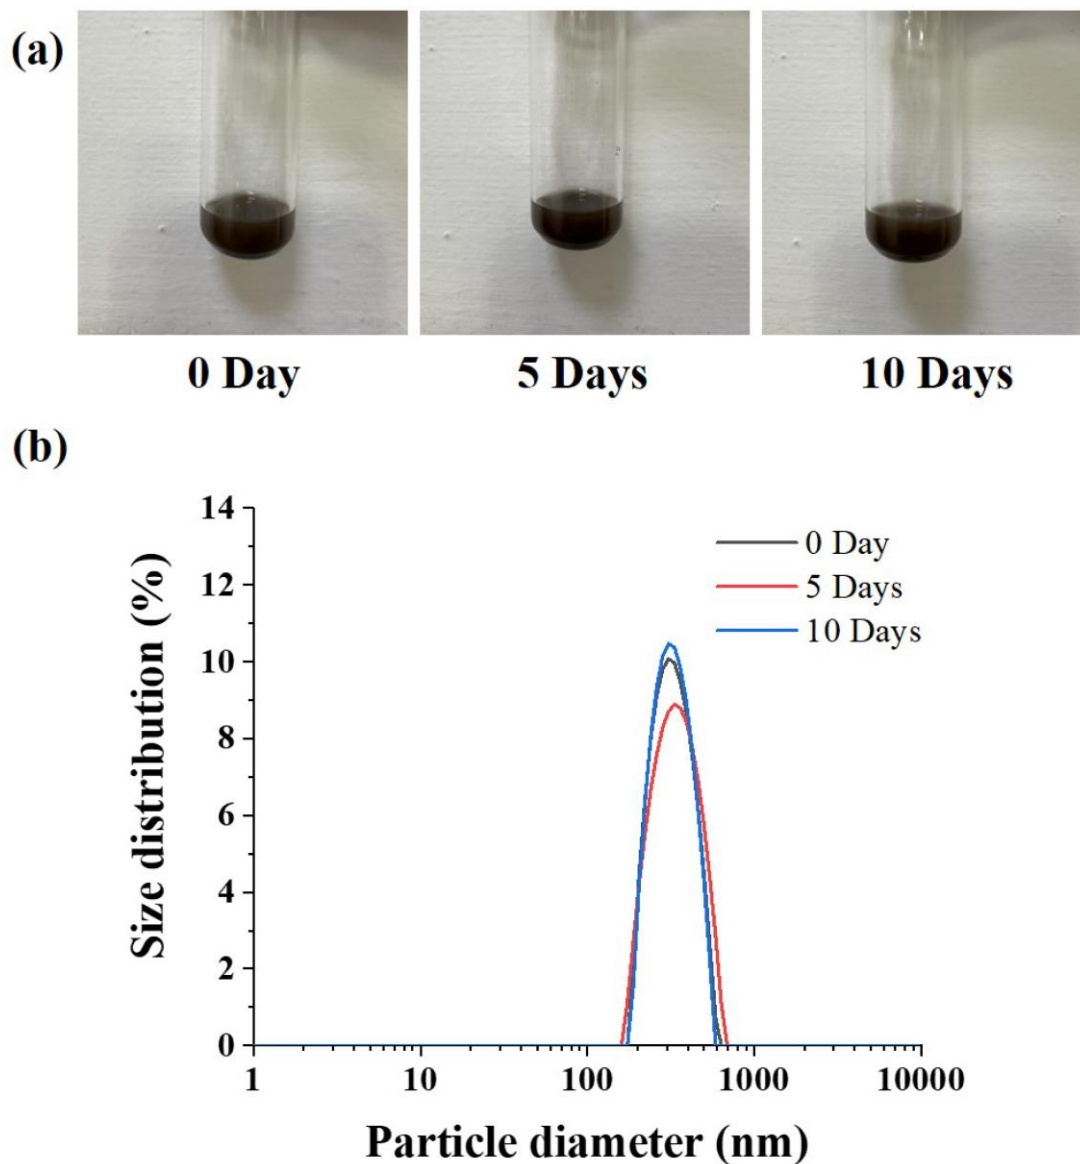 (a)
0 Day
5 Days
10 Days
(b)
14
12
10
8
6
4
2
0
Size distribution (%)
0 Day
5 Days
10 Days
1
10
100
1000
10000
Particle diameter (nm)